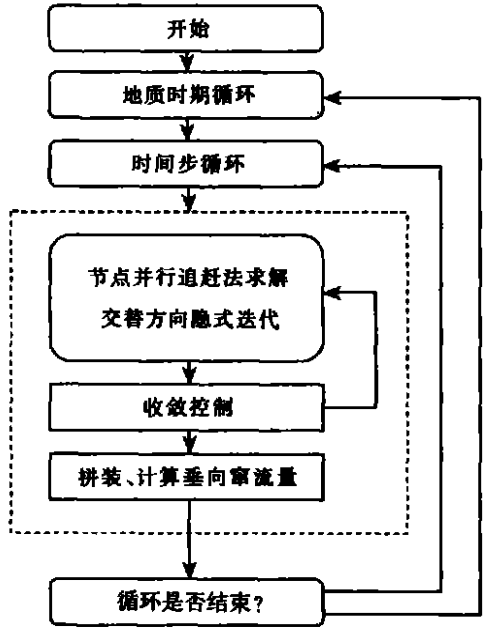 开始
地质时期循环
时间步循环
节点并行追赶法求解
交替方向隐式迭代
收敛控制
拼装、计算垂向窜流量
循环是否结束?